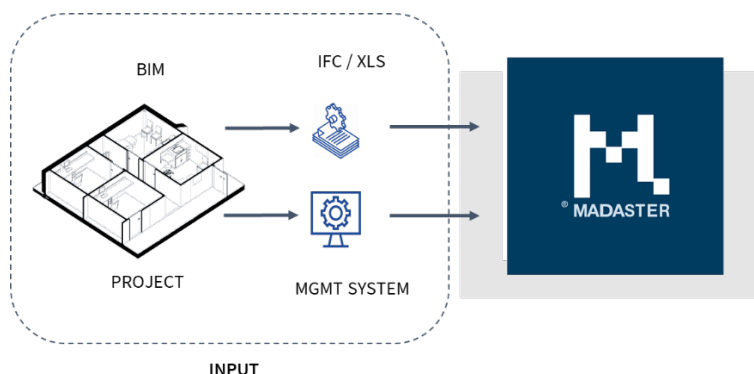 BIM
IFC / XLS
PROJECT
MGMT SYSTEM
® MADASTER
INPUT